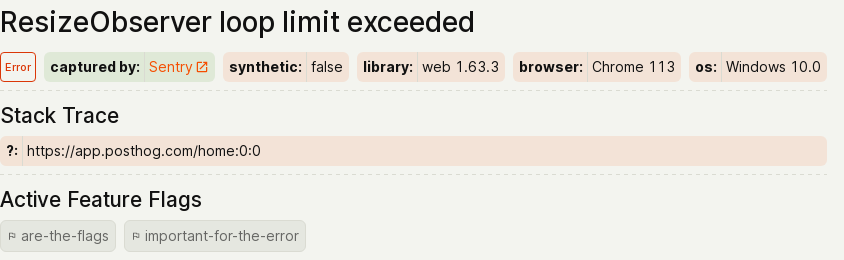 ResizeObserver loop limit exceeded
Error captured by: Sentry synthetic: false library: web 1.63.3 browser: Chrome 113 os: Windows 10.0
Stack Trace
?: https://app.posthog.com/home:0:0
Active Feature Flags
are-the-flags important-for-the-error